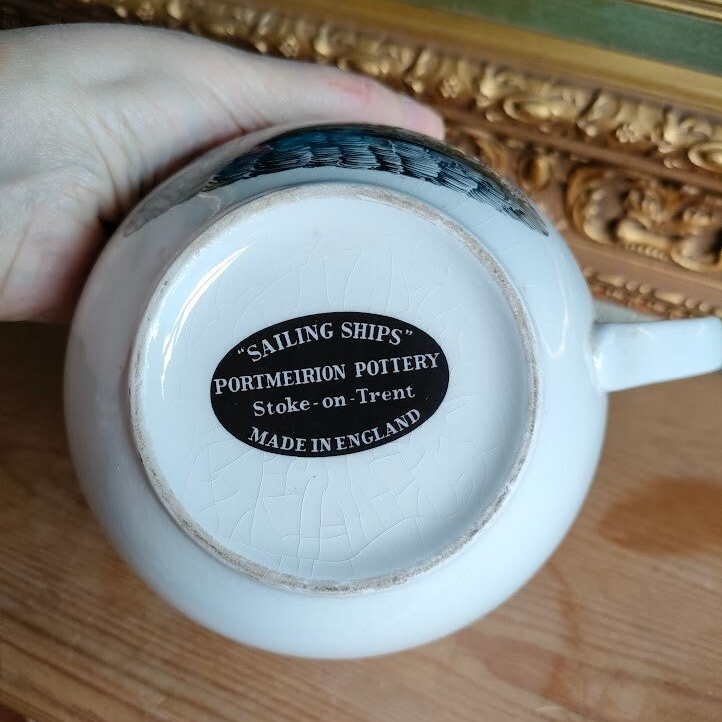 "SAILING SHIPS"
PORTMEIRION POTTERY
Stoke-on-Trent
MADE IN ENGLAND